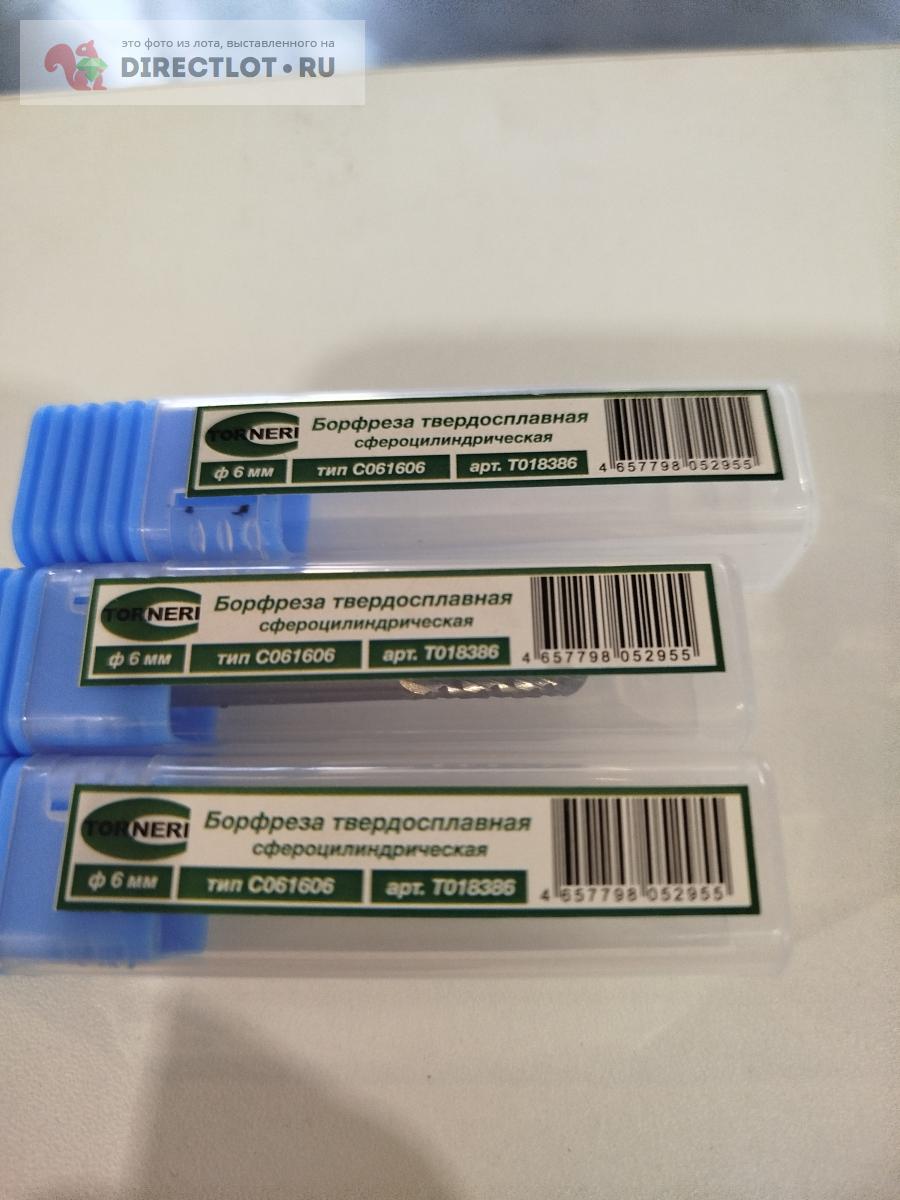 это фото из лота, выставленного на
DIRECTLOT•RU
TORNERI
Борфреза твердосплавная
сфероцилиндрическая
ф 6 мм
тип C061606
арт. T018386
4 657798 052955
TORNERI
Борфреза твердосплавная
сфероцилиндрическая
ф 6 мм
тип C061606
арт. T018386
4 657798 052955
TORNERI
Борфреза твердосплавная
сфероцилиндрическая
ф 6 мм
тип C061606
арт. T018386
4 657798 052955